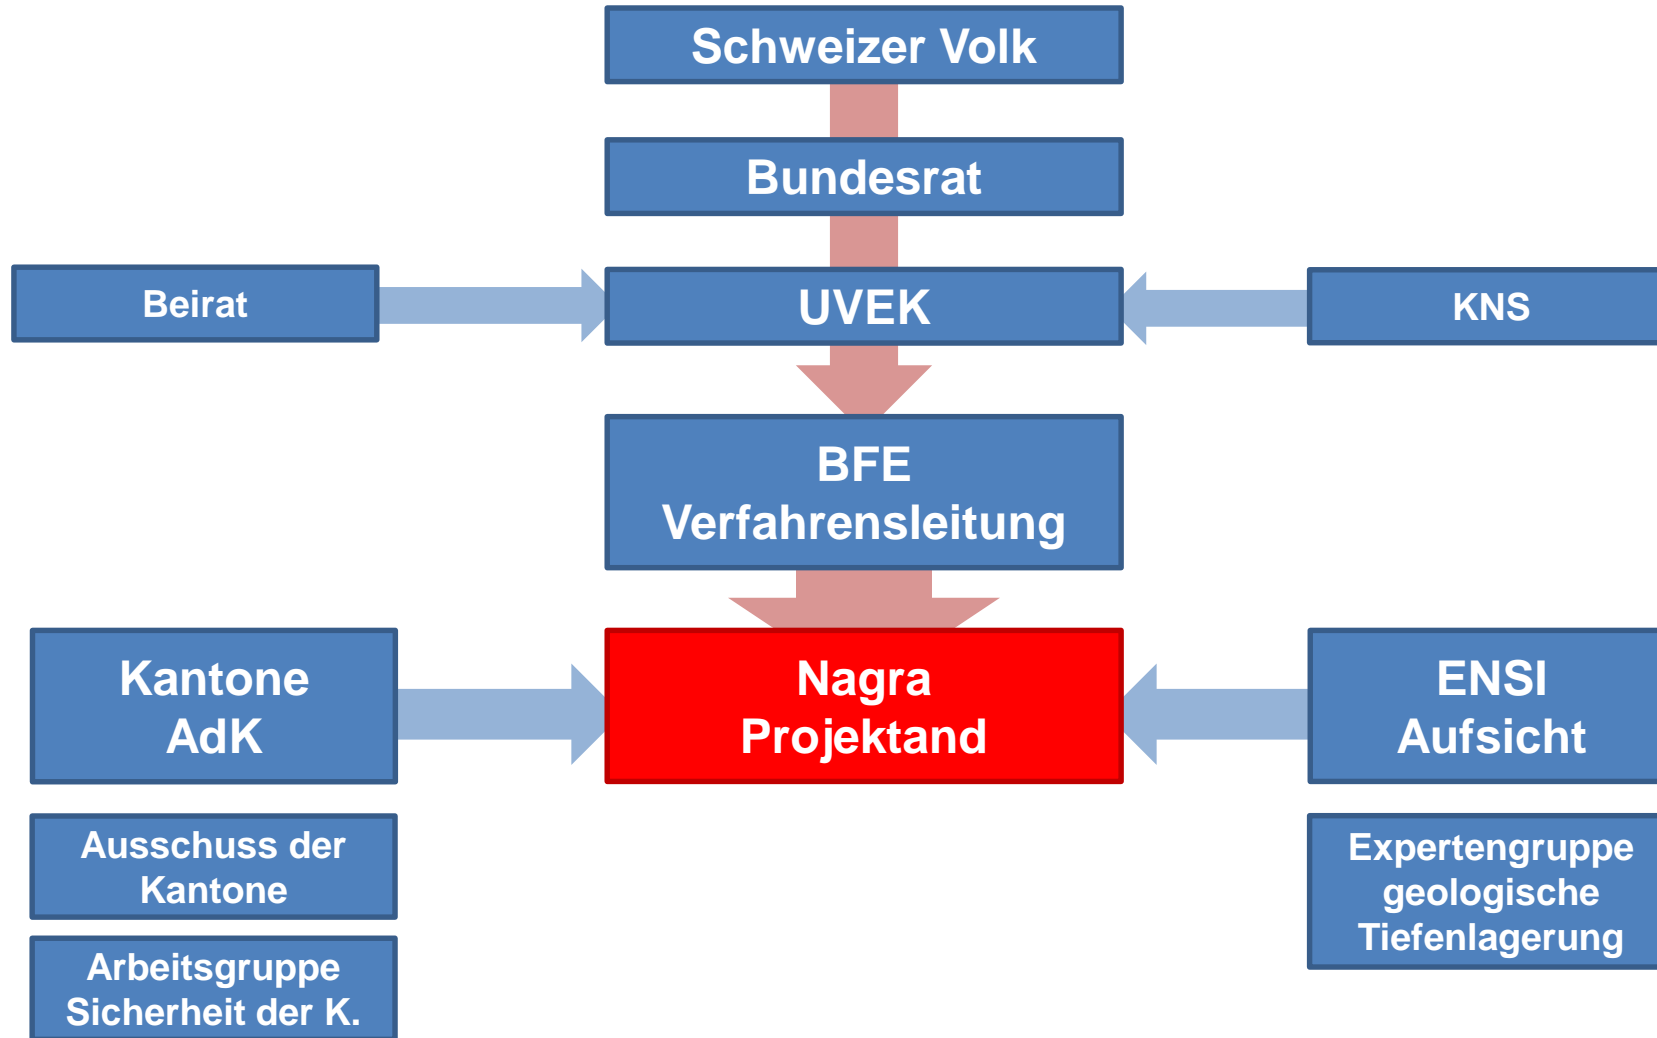 Schweizer Volk
Bundesrat
Beirat
UVEK
KNS
BFE
Verfahrensleitung
Kantone
AdK
Nagra
Projektand
ENSI
Aufsicht
Ausschuss der
Kantone
Expertengruppe
geologische
Tiefenlagerung
Arbeitsgruppe
Sicherheit der K.